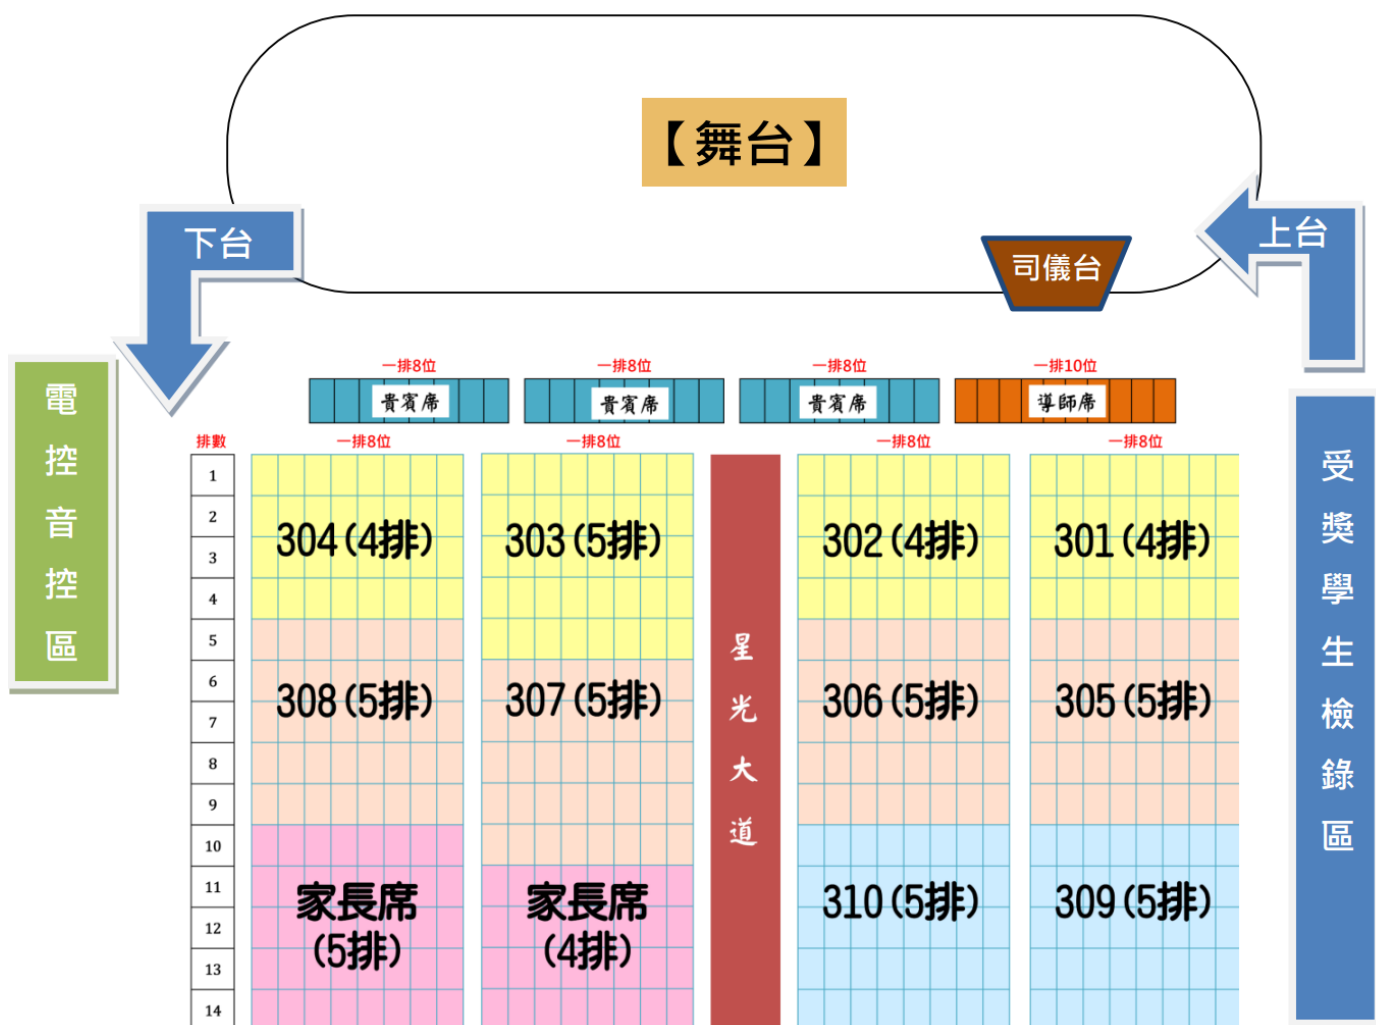 【舞台】
下台
上台
司儀台
電控音控區
一排8位
一排8位
一排8位
一排10位
貴賓席
貴賓席
貴賓席
導師席
受獎學生檢錄區
排數
一排8位
一排8位
一排8位
一排8位
1
2
3
4
5
6
7
8
9
10
11
12
13
14
304(4排)
303(5排)
302(4排)
301(4排)
星光大道
308(5排)
307(5排)
306(5排)
305(5排)
家長席
(5排)
家長席
(4排)
310(5排)
309(5排)